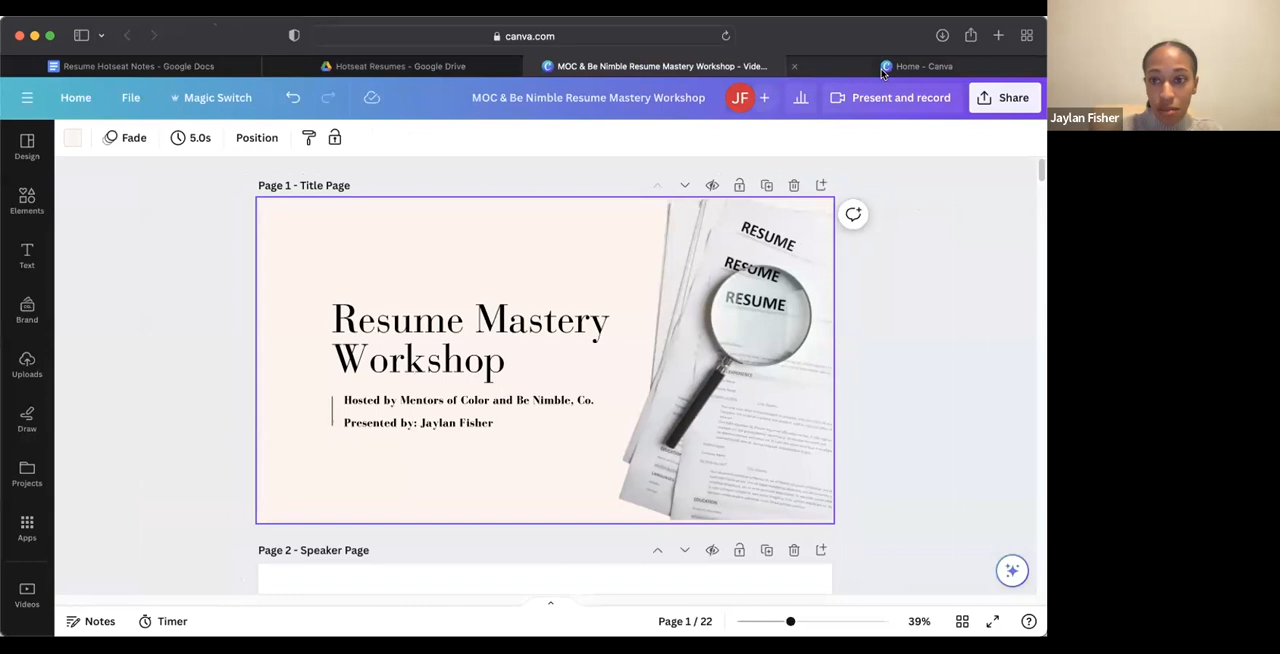 canva.com
Resume Hotseat Notes - Google Docs
Hotseat Resumes - Google Drive
MOC & Be Nimble Resume Mastery Workshop - Vide...
Home - Canva
Home
File
Magic Switch
MOC & Be Nimble Resume Mastery Workshop
JF
Present and record
Share
Jaylan Fisher
Fade
5.0s
Position
Design
Elements
Text
Brand
Uploads
Draw
Projects
Apps
Videos
Page 1 - Title Page
RESUME
RESUME
RESUME
Resume Mastery
Workshop
Hosted by Mentors of Color and Be Nimble, Co.
Presented by: Jaylan Fisher
EXPERIENCE
EDUCATION
Page 2 - Speaker Page
Notes
Timer
Page 1 / 22
39%